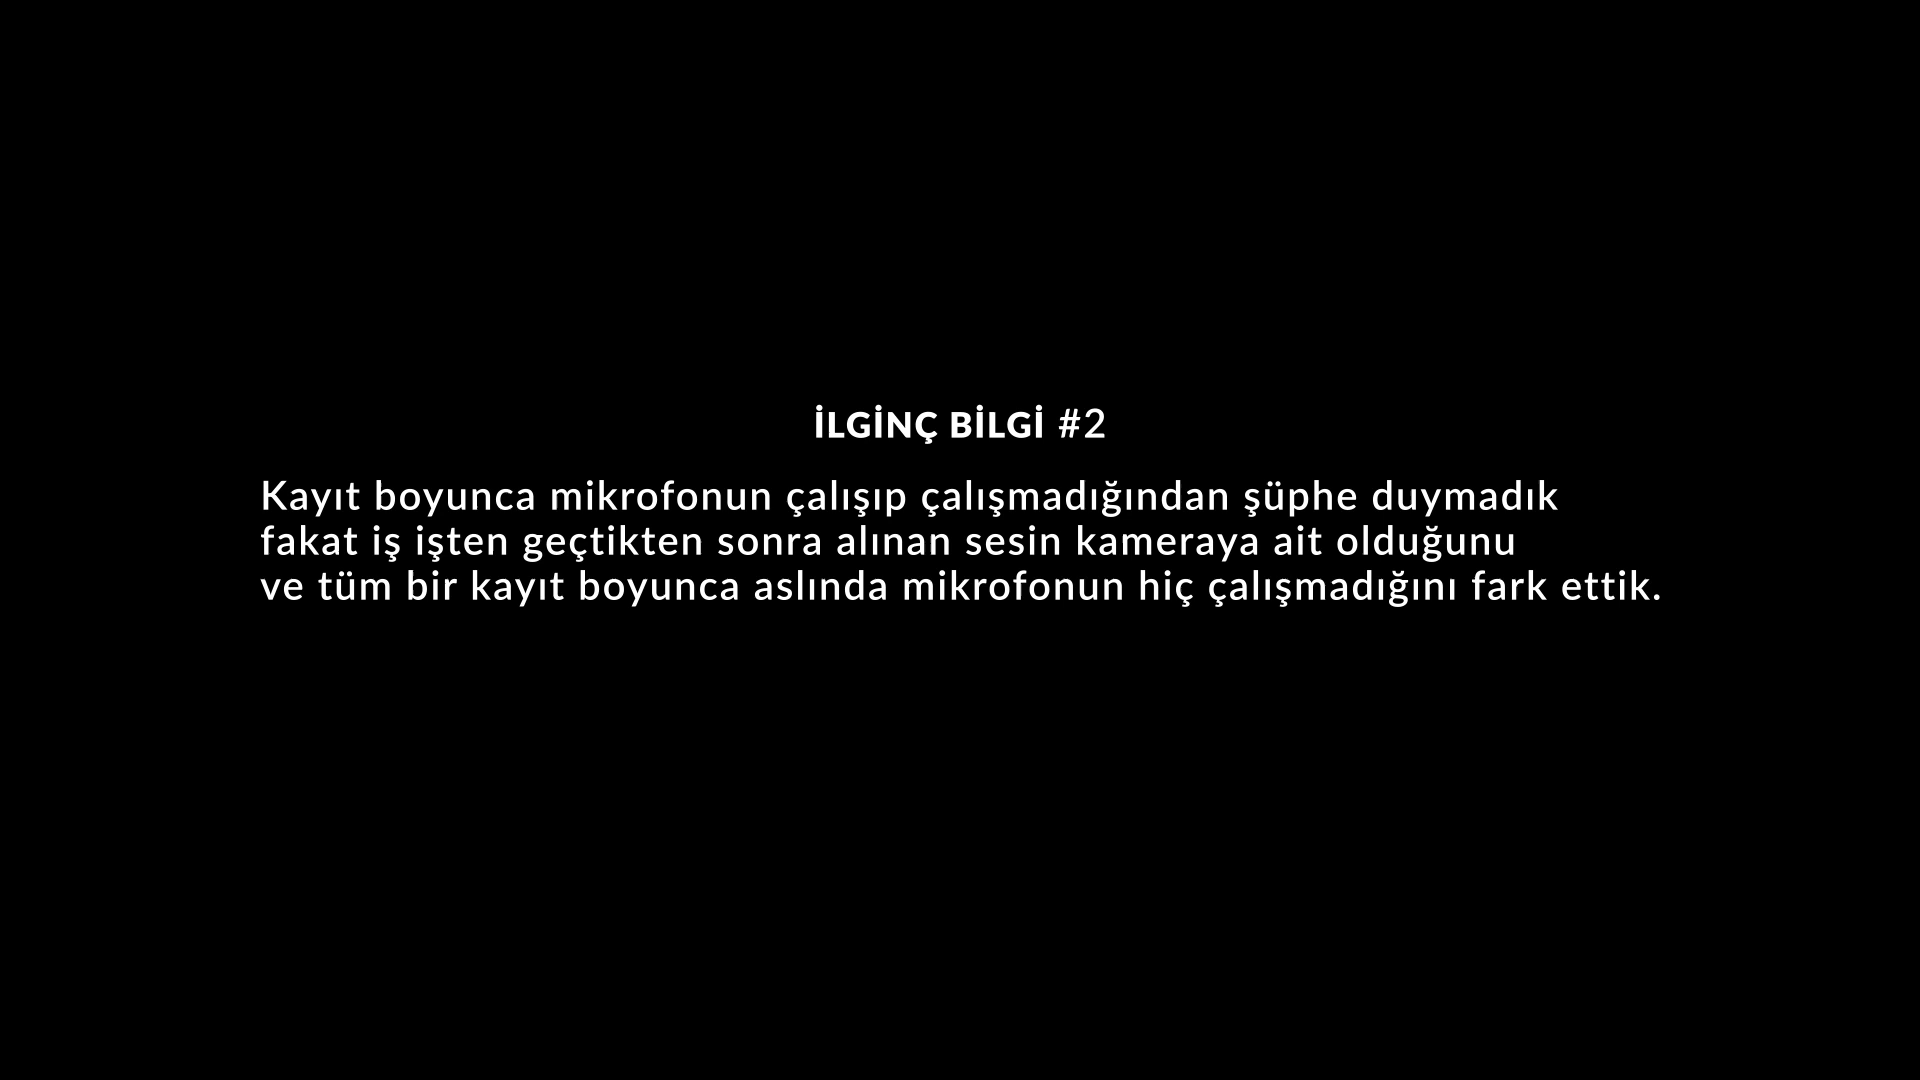 İLGİNÇ BİLGİ #2
Kayıt boyunca mikrofonun çalışıp çalışmadığından şüphe duymadık
fakat iş işten geçtikten sonra alınan sesin kameraya ait olduğunu
ve tüm bir kayıt boyunca aslında mikrofonun hiç çalışmadığını fark ettik.